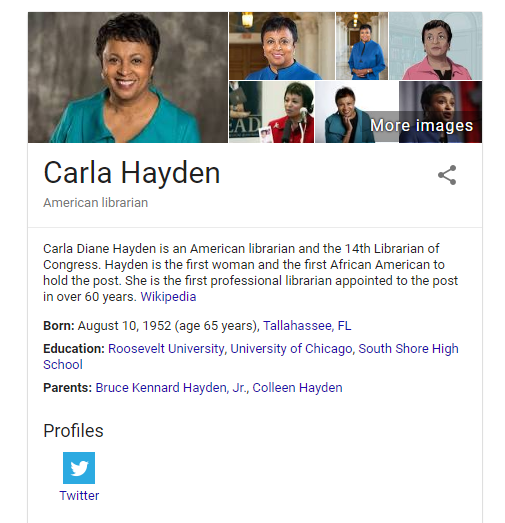 EAD
More images
Carla Hayden
American librarian
Carla Diane Hayden is an American librarian and the 14th Librarian of
Congress. Hayden is the first woman and the first African American to
hold the post. She is the first professional librarian appointed to the post
in over 60 years. Wikipedia
Born: August 10, 1952 (age 65 years), Tallahassee, FL
Education: Roosevelt University, University of Chicago, South Shore High
School
Parents: Bruce Kennard Hayden, Jr., Colleen Hayden
Profiles
Twitter